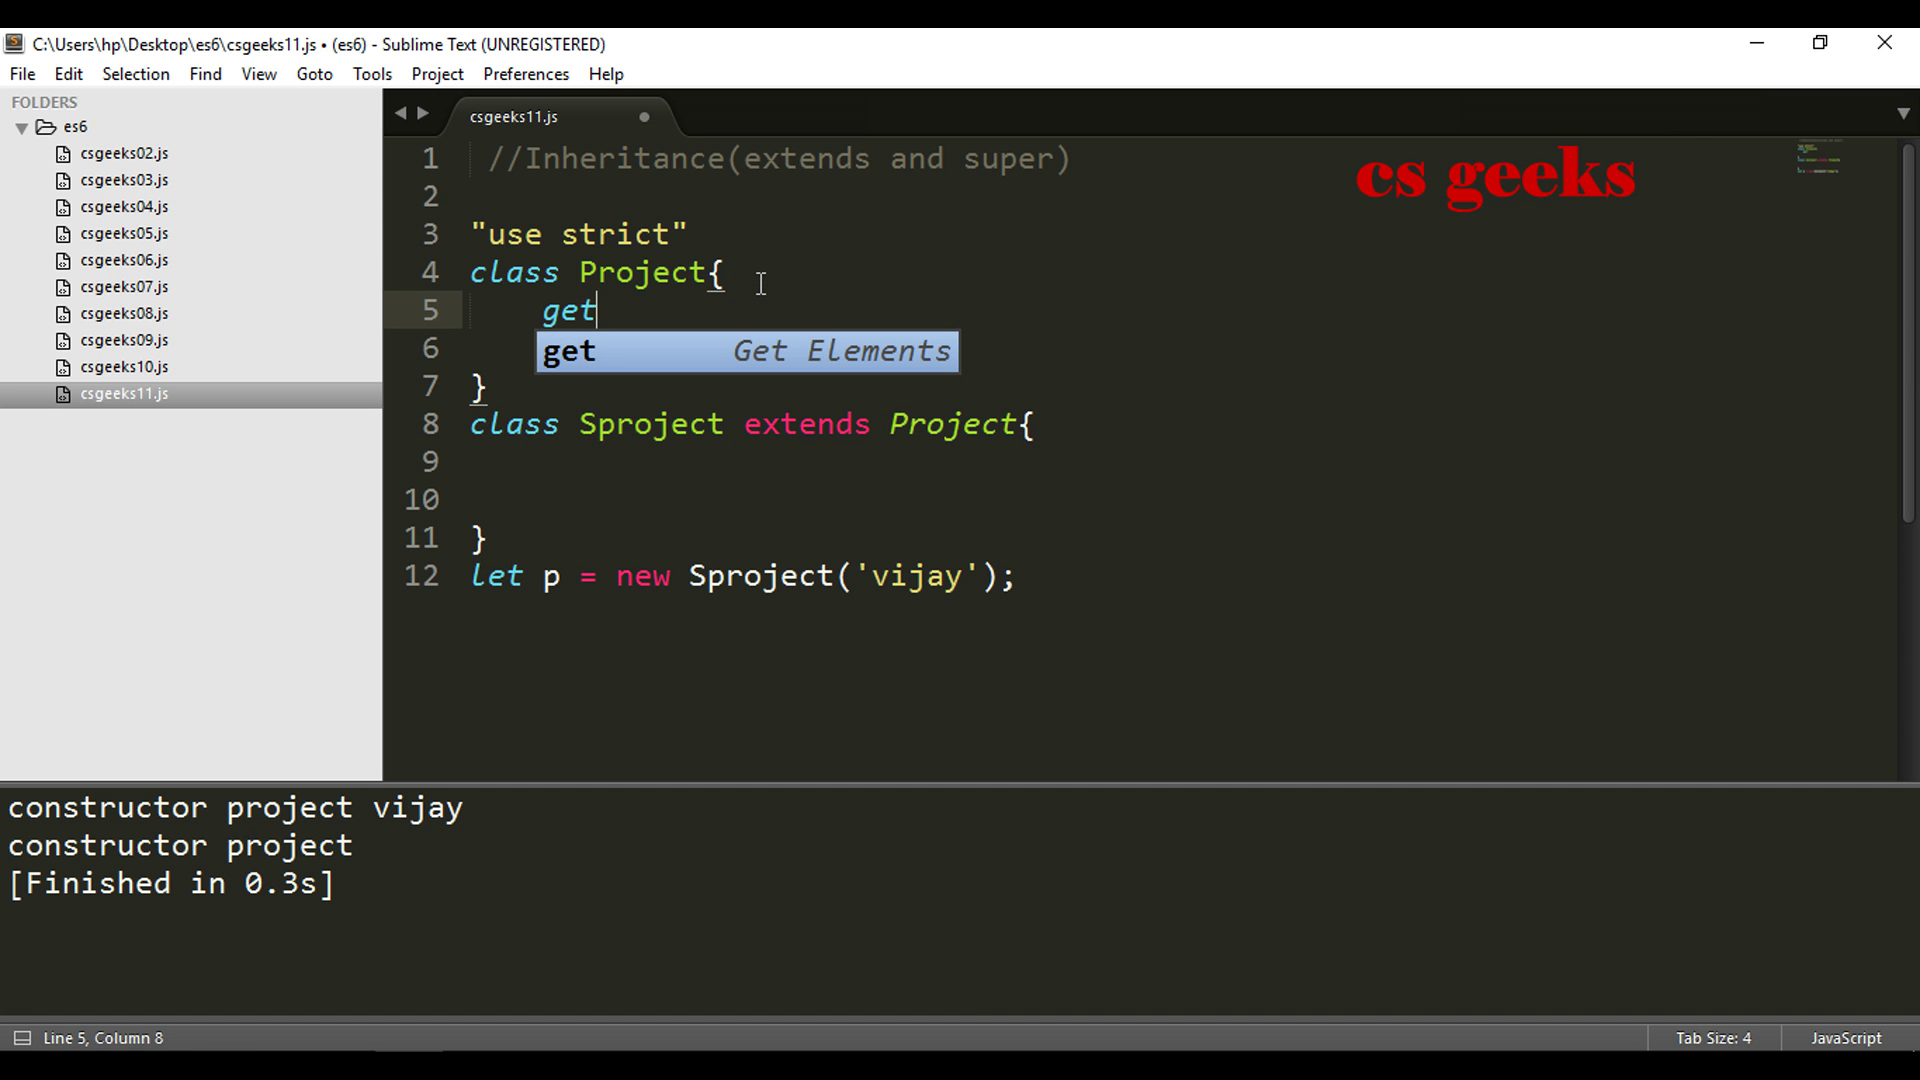 C:\Users\hp\Desktop\es6\csgeeks11.js • (es6) - Sublime Text (UNREGISTERED)
File Edit Selection Find View Goto Tools Project Preferences Help
FOLDERS
es6
csgeeks02.js
csgeeks03.js
csgeeks04.js
csgeeks05.js
csgeeks06.js
csgeeks07.js
csgeeks08.js
csgeeks09.js
csgeeks10.js
csgeeks11.js
csgeeks11.js
cs geeks
1 //Inheritance(extends and super)
2
3 "use strict"
4 class Project{
5 get
get Get Elements
6
7 }
8 class Sproject extends Project{
9
10
11 }
12 let p = new Sproject('vijay');
constructor project vijay
constructor project
[Finished in 0.3s]
Line 5, Column 8
Tab Size: 4
JavaScript